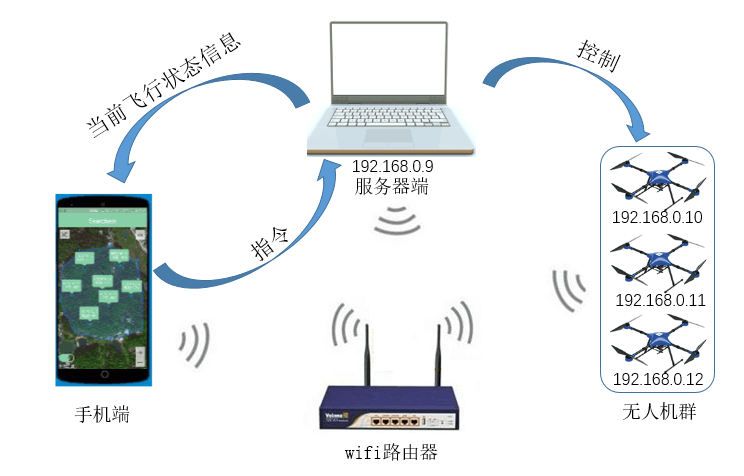 当前飞行状态信息
控制
192.168.0.9
服务器端
指令
192.168.0.10
192.168.0.11
192.168.0.12
手机端
无人机群
wifi路由器